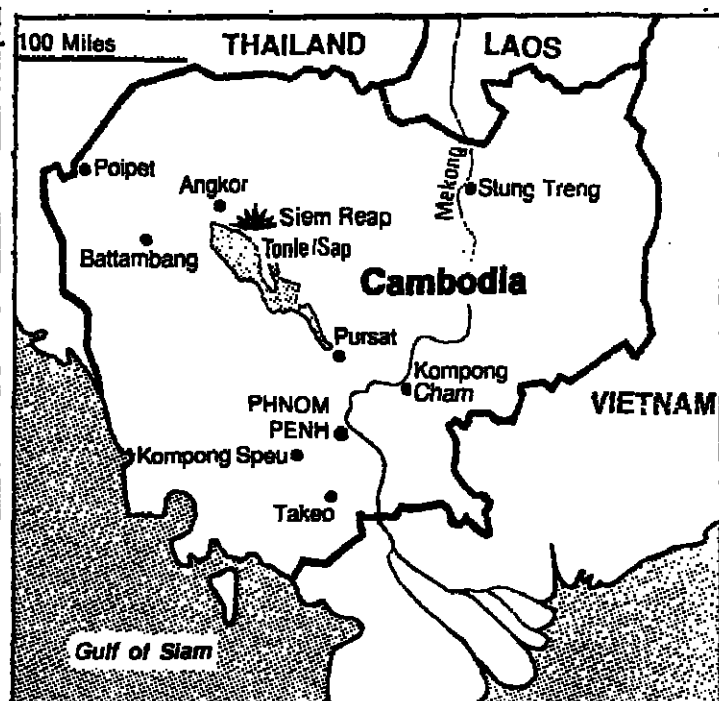 100 Miles
THAILAND
LAOS
Poipet
Angkor
Siem Reap
Mekong
Stung Treng
Battambang
Tonle/Sap
Cambodia
Pursat
Kompong
Cham
PHNOM
PENH
VIETNAM
Kompong Speu
Takeo
Gulf of Siam